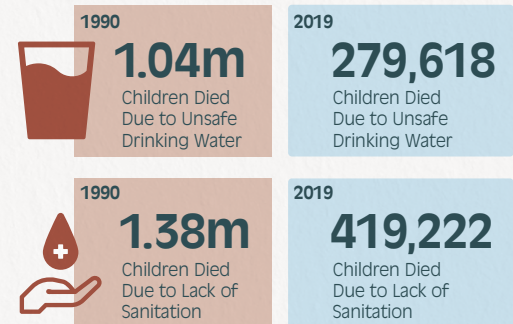 1990
1.04m
Children Died
Due to Unsafe
Drinking Water
2019
279,618
Children Died
Due to Unsafe
Drinking Water
1990
1.38m
Children Died
Due to Lack of
Sanitation
2019
419,222
Children Died
Due to Lack of
Sanitation